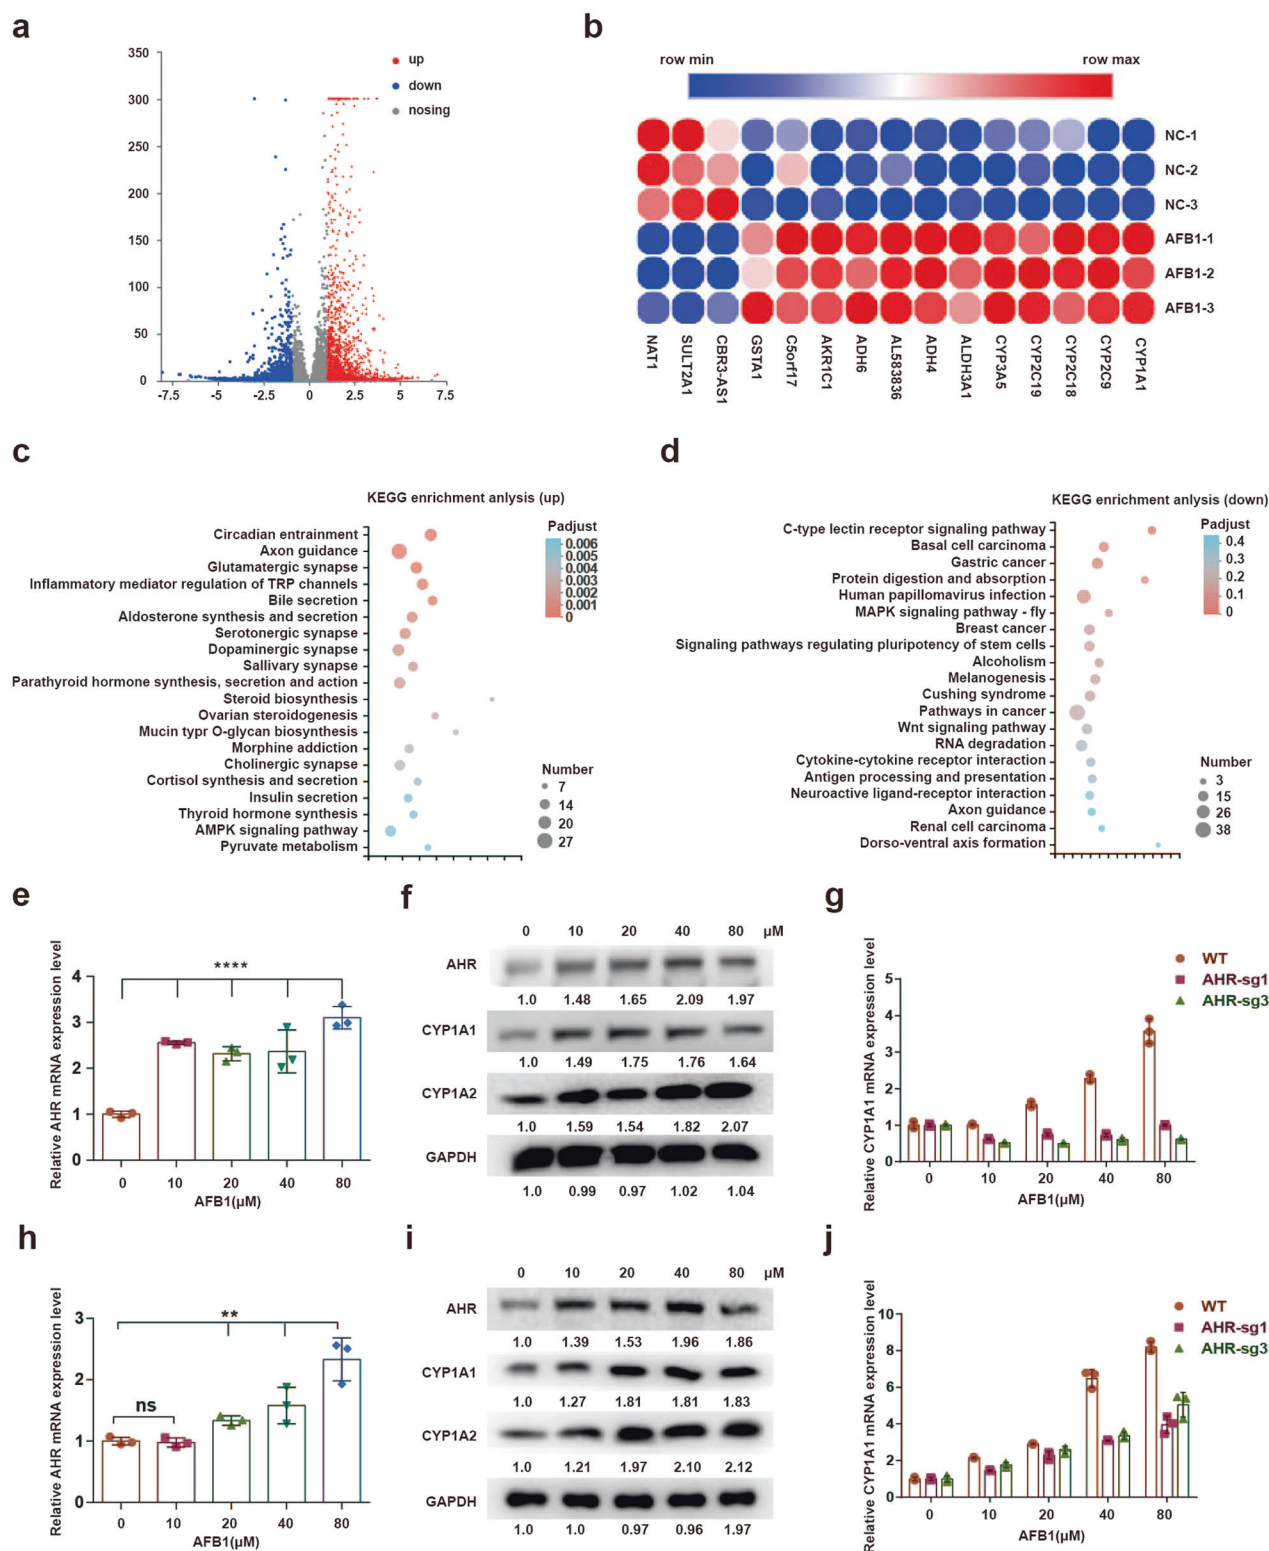 a
350
300
250
200
150
100
50
0
-7.5
-5
-2.5
0
2.5
5
7.5
up
down
nosing
b
row min
row max
NC-1
NC-2
NC-3
AFB1-1
AFB1-2
AFB1-3
NAT1
SULT2A1
CBR3-AS1
GSTA1
C5orf17
AKR1C1
ADH6
AL583836
ADH4
ALDH3A1
CYP3A5
CYP2C19
CYP2C18
CYP2C9
CYP1A1
c
KEGG enrichment anlysis (up)
Circadian entrainment
Axon guidance
Glutamatergic synapse
Inflammatory mediator regulation of TRP channels
Bile secretion
Aldosterone synthesis and secretion
Serotonergic synapse
Dopaminergic synapse
Sallivary synapse
Parathyroid hormone synthesis, secretion and action
Steroid biosynthesis
Ovarian steroidogenesis
Mucin typr O-glycan biosynthesis
Morphine addiction
Cholinergic synapse
Cortisol synthesis and secretion
Insulin secretion
Thyroid hormone synthesis
AMPK signaling pathway
Pyruvate metabolism
Padjust
0.006
0.005
0.004
0.003
0.002
0.001
0
Number
7
14
20
27
d
KEGG enrichment anlysis (down)
C-type lectin receptor signaling pathway
Basal cell carcinoma
Gastric cancer
Protein digestion and absorption
Human papillomavirus infection
MAPK signaling pathway - fly
Breast cancer
Signaling pathways regulating pluripotency of stem cells
Alcoholism
Melanogenesis
Cushing syndrome
Pathways in cancer
Wnt signaling pathway
RNA degradation
Cytokine-cytokine receptor interaction
Antigen processing and presentation
Neuroactive ligand-receptor interaction
Axon guidance
Renal cell carcinoma
Dorso-ventral axis formation
Padjust
0.4
0.3
0.2
0.1
0
Number
3
15
26
38
e
Relative AHR mRNA expression level
4
3
2
1
0
****
0 10 20 40 80
AFB1(µM)
f
0 10 20 40 80 µM
AHR
1.0 1.48 1.65 2.09 1.97
CYP1A1
1.0 1.49 1.75 1.76 1.64
CYP1A2
1.0 1.59 1.54 1.82 2.07
GAPDH
1.0 0.99 0.97 1.02 1.04
g
Relative CYP1A1 mRNA expression level
5
4
3
2
1
0
0 10 20 40 80
AFB1(µM)
WT
AHR-sg1
AHR-sg3
h
Relative AHR mRNA expression level
3
2
1
0
**
ns
0 10 20 40 80
AFB1(µM)
i
0 10 20 40 80 µM
AHR
1.0 1.39 1.53 1.96 1.86
CYP1A1
1.0 1.27 1.81 1.81 1.83
CYP1A2
1.0 1.21 1.97 2.10 2.12
GAPDH
1.0 1.0 0.97 0.96 1.97
j
Relative CYP1A1 mRNA expression level
10
8
6
4
2
0
0 10 20 40 80
AFB1(µM)
WT
AHR-sg1
AHR-sg3